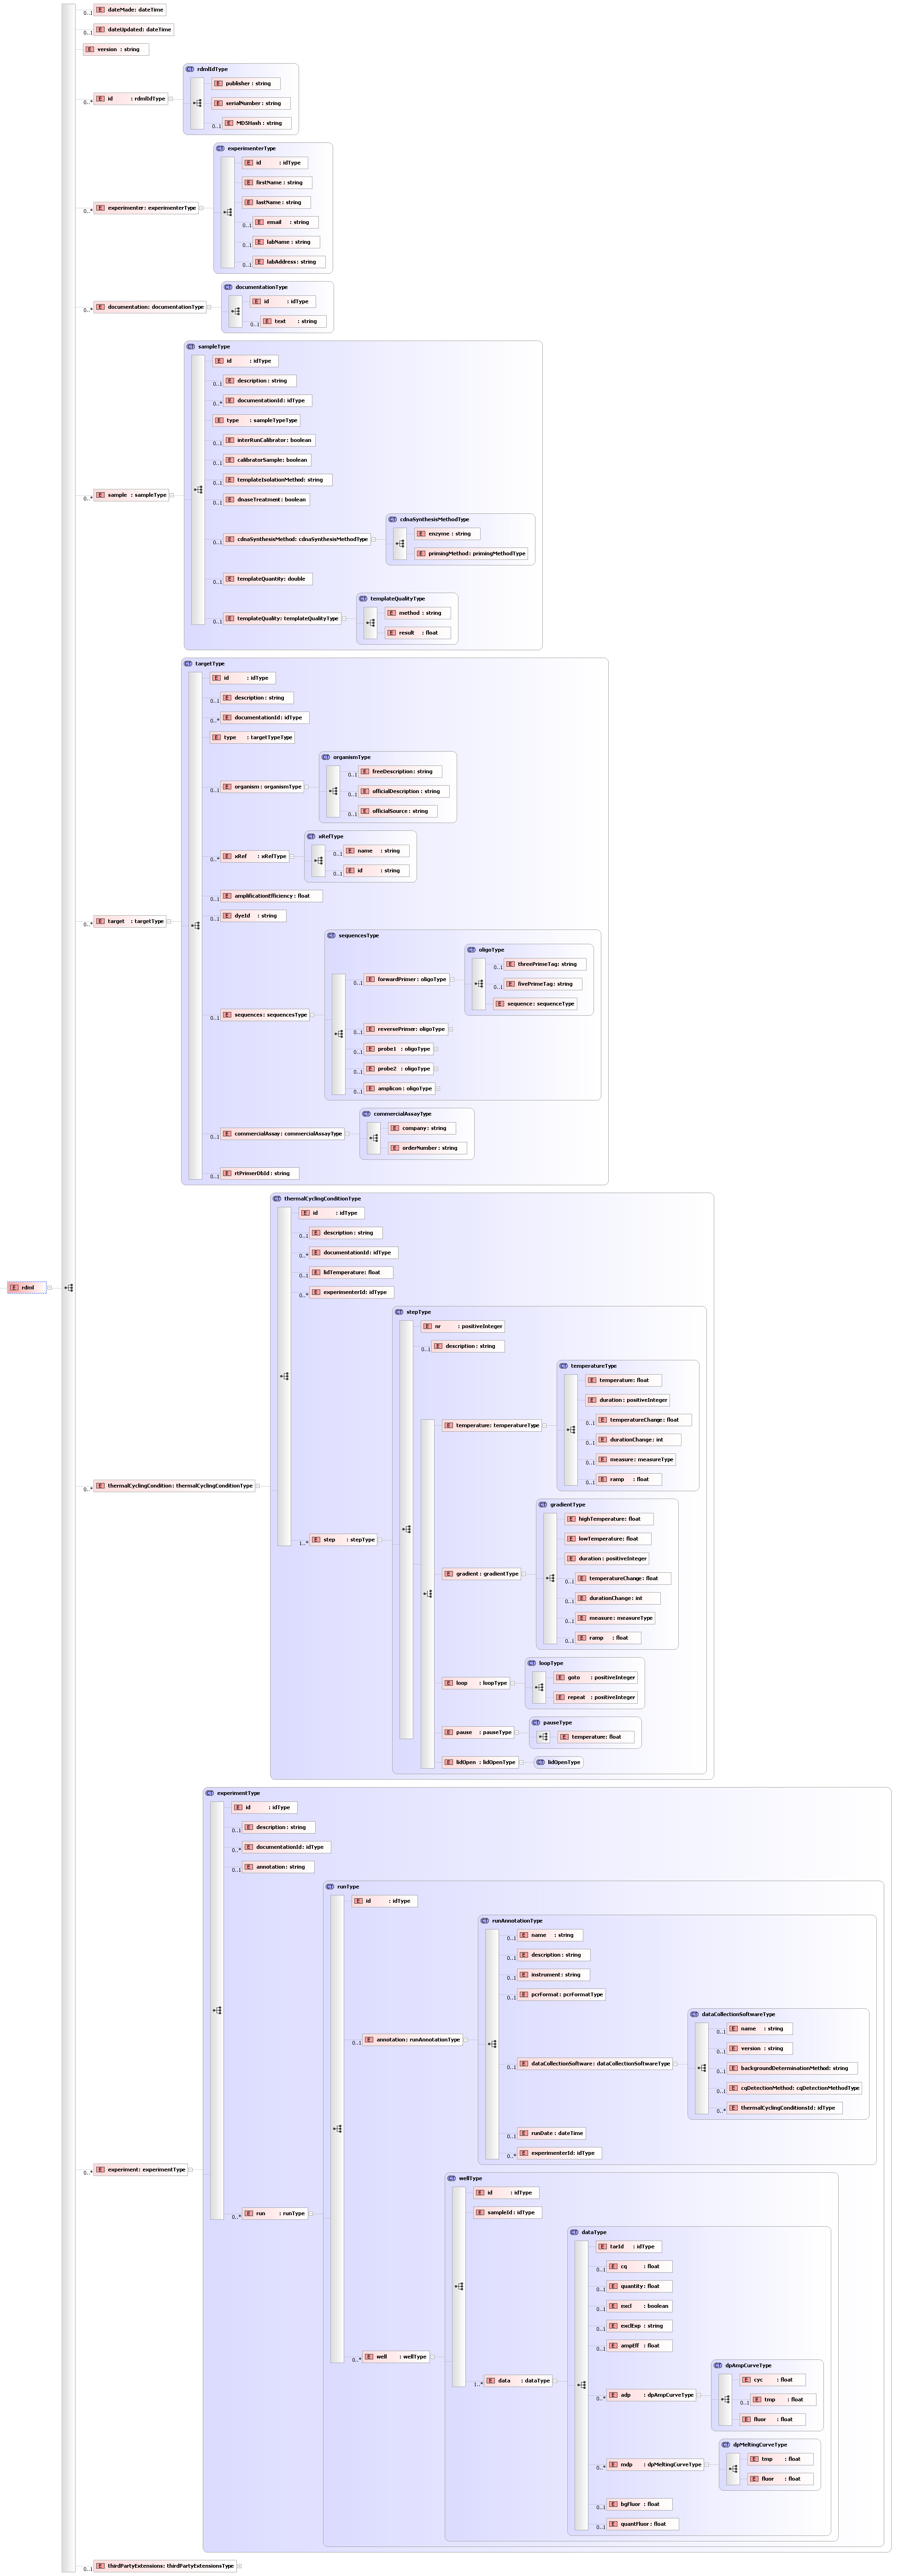 0..1 E dateMade: dateTime
0..1 E dateUpdated: dateTime
E version : string
rdmlIdType
E publisher : string
E serialNumber : string
0..1 E MD5Hash : string
0..* E id : rdmlIdType
experimenterType
E id : idType
E firstName : string
E lastName : string
0..1 E email : string
0..1 E labName : string
0..1 E labAddress: string
0..* E experimenter: experimenterType
documentationType
E id : idType
0..1 E text : string
0..* E documentation: documentationType
sampleType
E id : idType
0..1 E description : string
0..* E documentationId: idType
E type : sampleTypeType
0..1 E interRunCalibrator: boolean
0..1 E calibratorSample: boolean
0..1 E templateIsolationMethod: string
0..1 E dnaseTreatment: boolean
0..1 E cdnaSynthesisMethod: cdnaSynthesisMethodType
cdnaSynthesisMethodType
E enzyme : string
E primingMethod: primingMethodType
0..1 E templateQuantity: double
0..1 E templateQuality: templateQualityType
templateQualityType
E method : string
E result : float
0..* E sample : sampleType
targetType
E id : idType
0..1 E description : string
0..* E documentationId: idType
E type : targetTypeType
0..1 E organism : organismType
organismType
0..1 E freeDescription: string
0..1 E officialDescription : string
0..1 E officialSource : string
0..* E xRef : xRefType
xRefType
0..1 E name : string
0..1 E id : string
0..1 E amplificationEfficiency : float
0..1 E dyeId : string
0..1 E sequences: sequencesType
sequencesType
0..1 E forwardPrimer: oligoType
oligoType
0..1 E threePrimeTag: string
0..1 E fivePrimeTag: string
E sequence: sequenceType
0..1 E reversePrimer: oligoType
0..1 E probe1 : oligoType
0..1 E probe2 : oligoType
0..1 E amplicon : oligoType
0..1 E commercialAssay: commercialAssayType
commercialAssayType
E company: string
E orderNumber: string
0..1 E rtPrimerDbId: string
0..* E target : targetType
E rdml
thermalCyclingConditionType
E id : idType
0..1 E description : string
0..* E documentationId: idType
0..1 E lidTemperature: float
0..* E experimenterId: idType
1..* E step : stepType
stepType
E nr : positiveInteger
0..1 E description : string
E temperature: temperatureType
temperatureType
E temperature: float
E duration : positiveInteger
0..1 E temperatureChange: float
0..1 E durationChange: int
0..1 E measure: measureType
0..1 E ramp : float
E gradient : gradientType
gradientType
E highTemperature: float
E lowTemperature: float
E duration : positiveInteger
0..1 E temperatureChange: float
0..1 E durationChange: int
0..1 E measure: measureType
0..1 E ramp : float
E loop : loopType
loopType
E goto : positiveInteger
E repeat : positiveInteger
E pause : pauseType
pauseType
E temperature: float
E lidOpen : lidOpenType
lidOpenType
0..* E thermalCyclingCondition: thermalCyclingConditionType
experimentType
E id : idType
0..1 E description : string
0..* E documentationId: idType
0..1 E annotation: string
0..* E run : runType
runType
E id : idType
0..1 E annotation: runAnnotationType
runAnnotationType
0..1 E name : string
0..1 E description: string
0..1 E instrument: string
0..1 E pcrFormat: pcrFormatType
0..1 E dataCollectionSoftware: dataCollectionSoftwareType
dataCollectionSoftwareType
0..1 E name : string
0..1 E version : string
0..1 E backgroundDeterminationMethod: string
0..1 E cqDetectionMethod: cqDetectionMethodType
0..* E thermalCyclingConditionsId: idType
0..1 E runDate : dateTime
0..* E experimenterId: idType
0..* E well : wellType
wellType
E id : idType
E sampleId : idType
1..* E data : dataType
dataType
E tarId : idType
0..1 E cq : float
0..1 E quantity: float
0..1 E excl : boolean
0..1 E exclExp : string
0..1 E ampEff : float
0..* E adp : dpAmpCurveType
dpAmpCurveType
E cyc : float
0..1 E tmp : float
E fluor : float
0..* E mdp : dpMeltingCurveType
dpMeltingCurveType
E tmp : float
E fluor : float
0..1 E bgFluor : float
0..1 E quantFluor: float
0..* E experiment: experimentType
0..1 E thirdPartyExtensions: thirdPartyExtensionsType